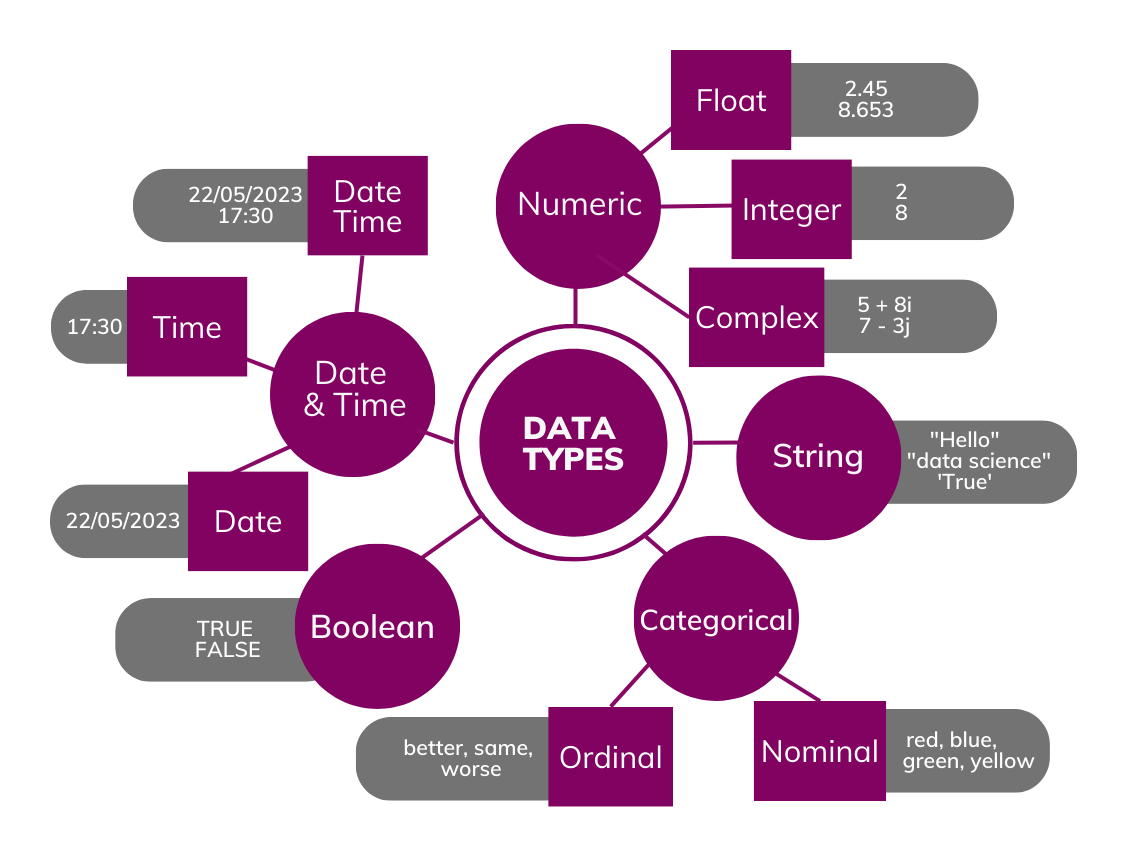 DATA
TYPES
Numeric
Float
2.45
8.653
Integer
2
8
Complex
5 + 8i
7 - 3j
String
"Hello"
"data science"
'True'
Categorical
Nominal
red, blue,
green, yellow
Ordinal
better, same,
worse
Boolean
TRUE
FALSE
Date
& Time
Date
22/05/2023
Time
17:30
Date
Time
22/05/2023
17:30